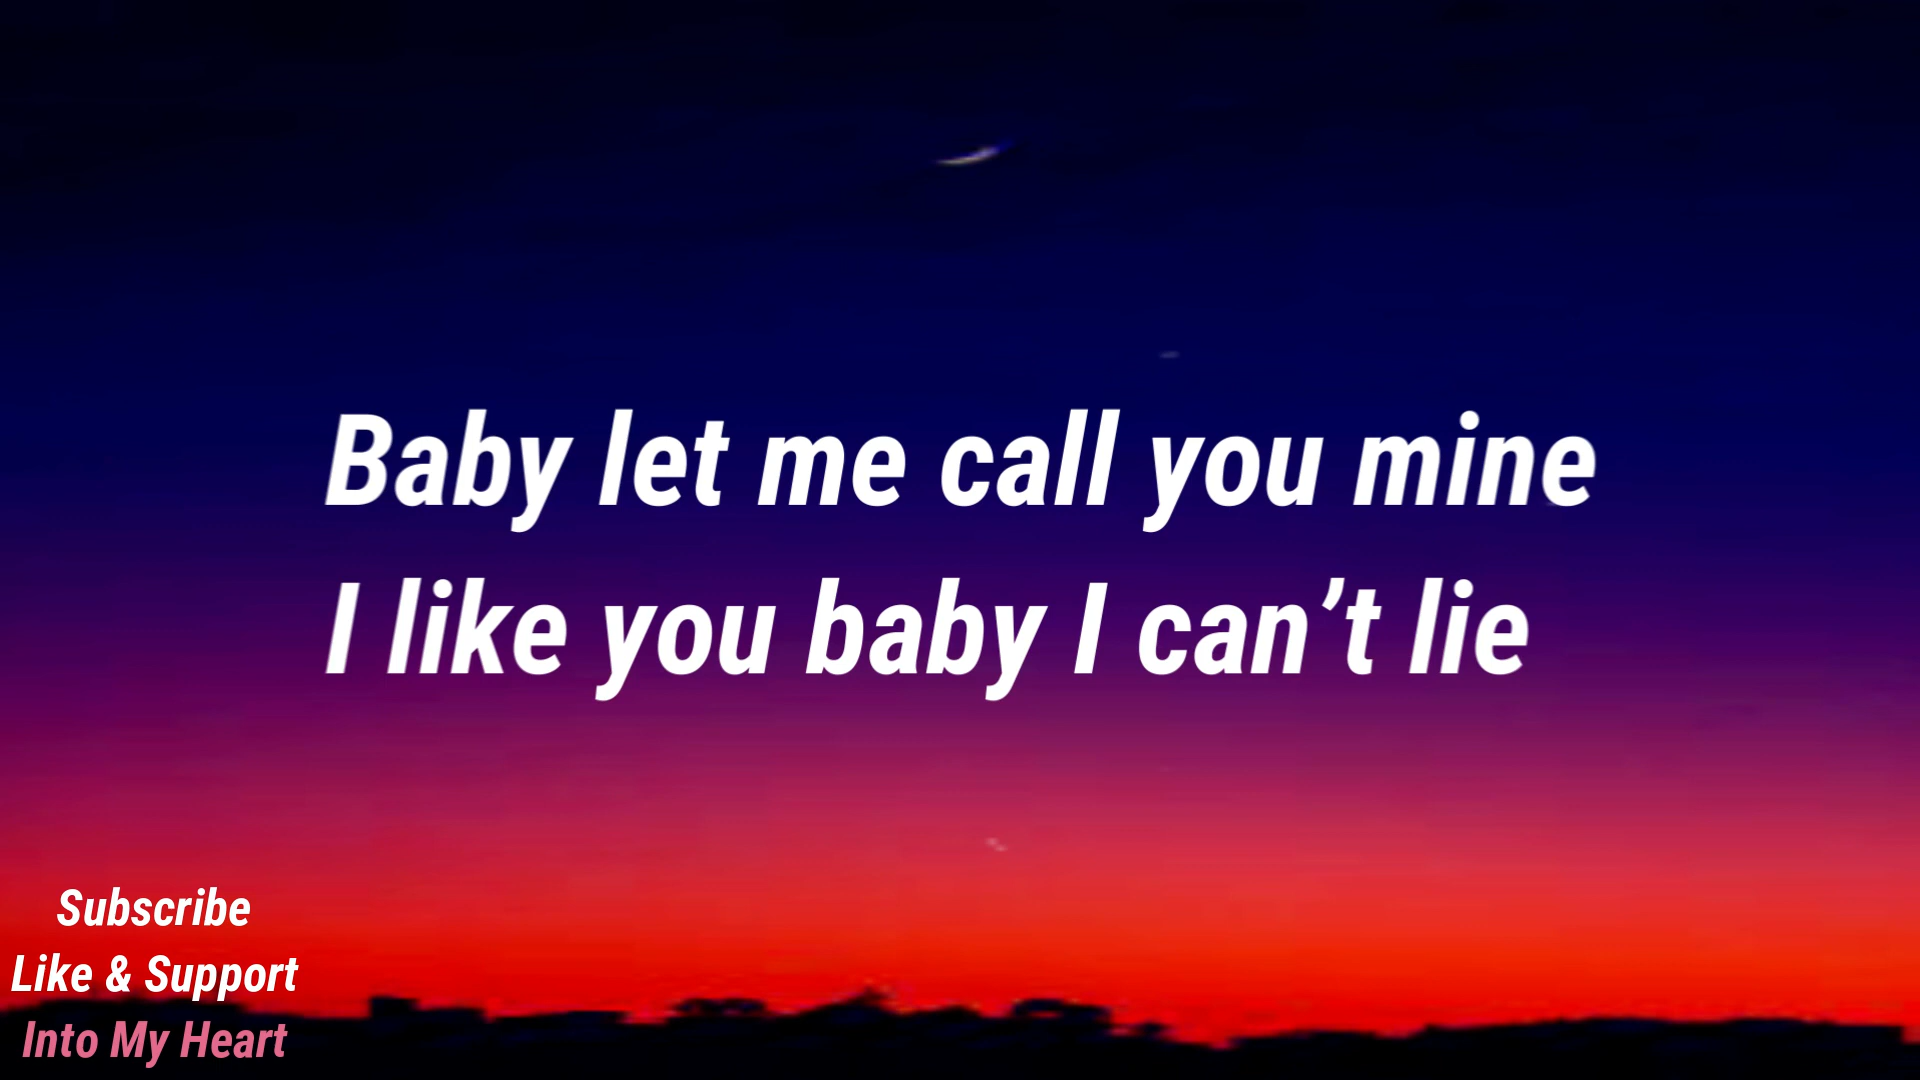 Baby let me call you mine
I like you baby I can’t lie
Subscribe
Like & Support
Into My Heart